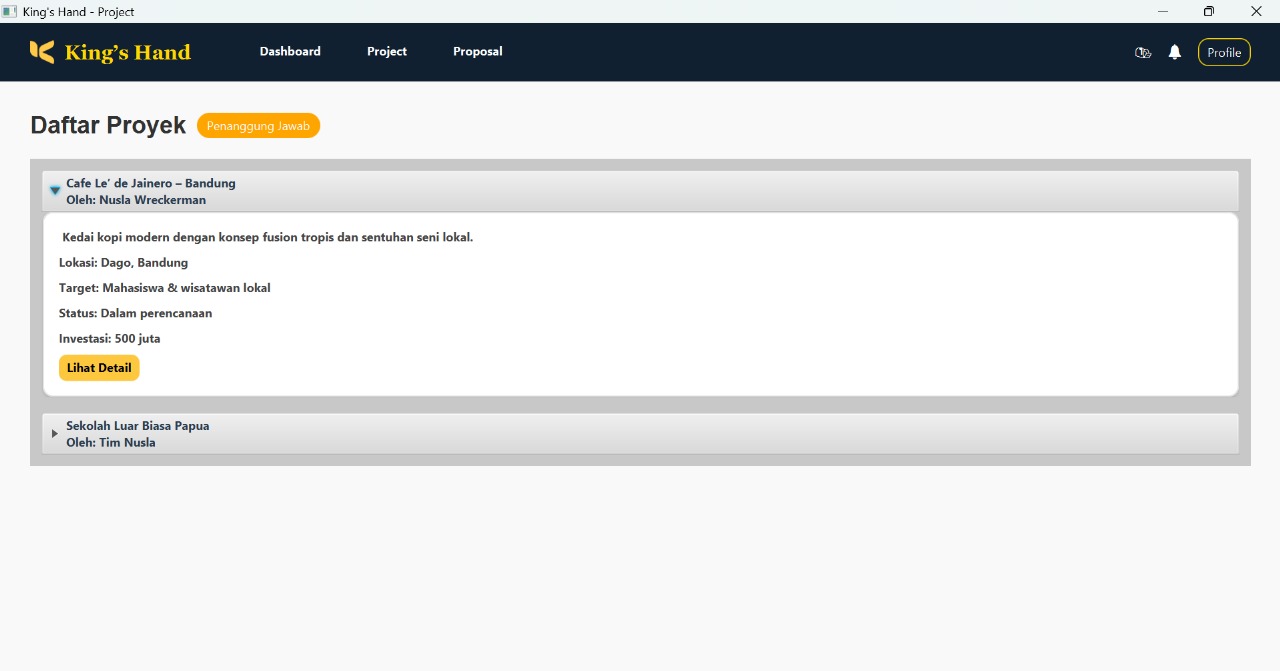 King's Hand - Project
King's Hand
Dashboard
Project
Proposal
Profile
Daftar Proyek
Penanggung Jawab
Cafe Le' de Jainero – Bandung
Oleh: Nusla Wreckerman
Kedai kopi modern dengan konsep fusion tropis dan sentuhan seni lokal.
Lokasi: Dago, Bandung
Target: Mahasiswa & wisatawan lokal
Status: Dalam perencanaan
Investasi: 500 juta
Lihat Detail
Sekolah Luar Biasa Papua
Oleh: Tim Nusla